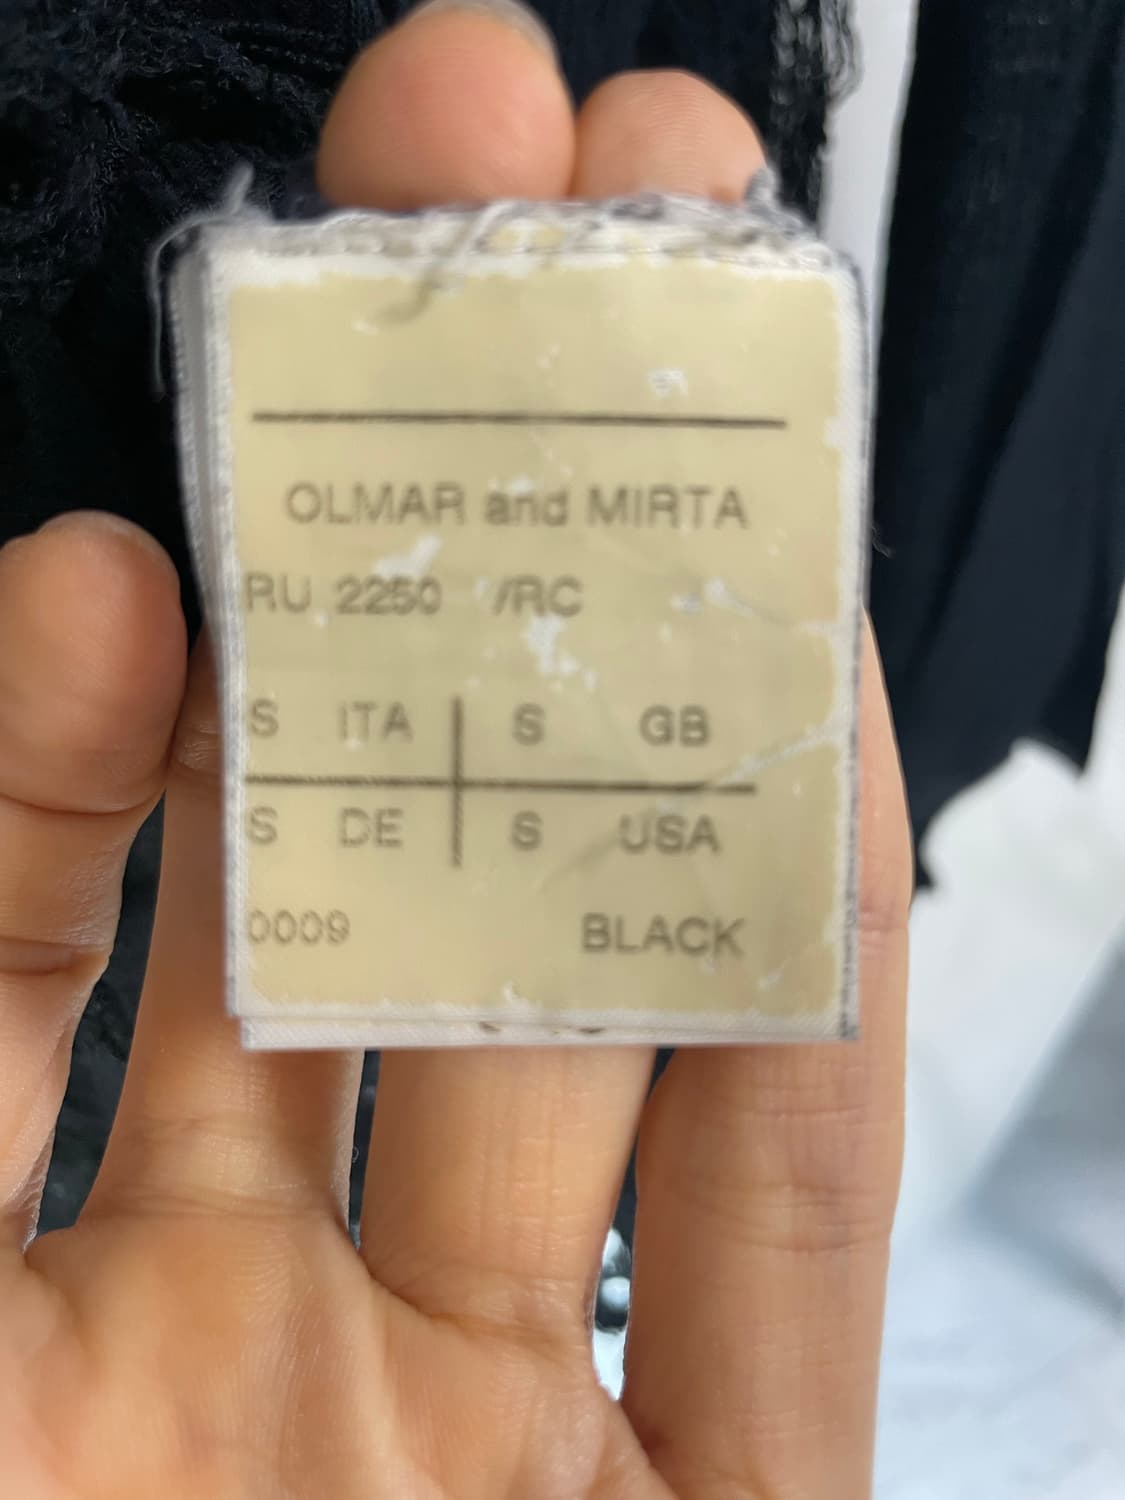 OLMAR and MIRTA
RU 2250 /RC
S ITA S GB
S DE S USA
0009 BLACK